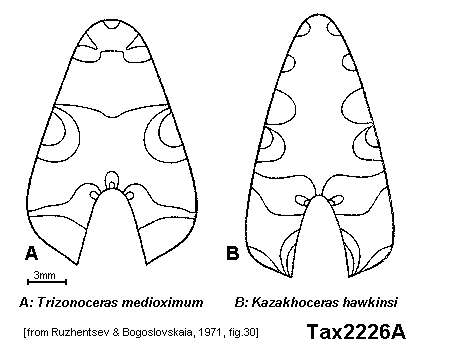 A
B
3mm
A: Trizonoceras medioximum
B: Kazakhoceras hawkinsi
[from Ruzhentsev & Bogoslovskaia, 1971, fig.30]
Tax2226A